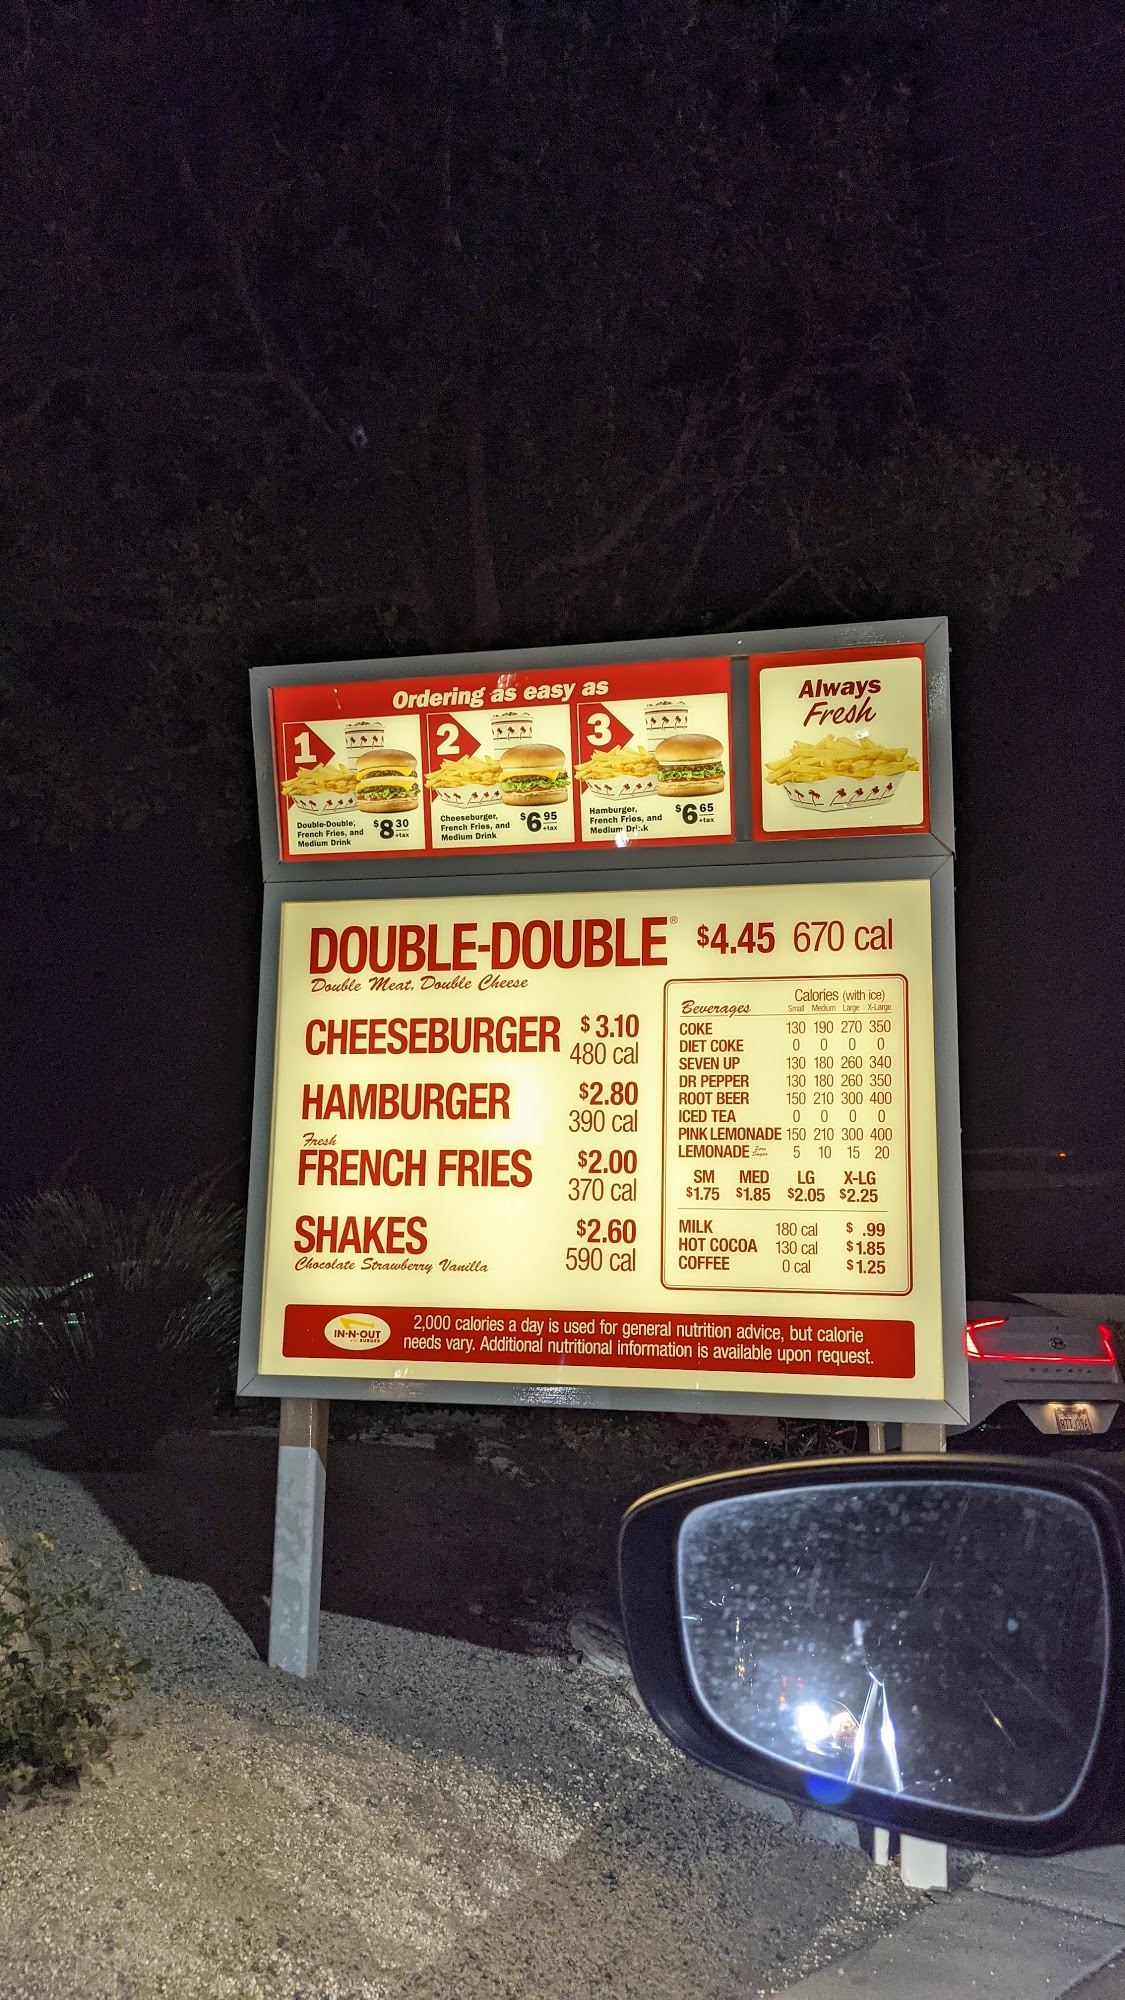 Ordering as easy as
1
Double-Double,
French Fries, and
Medium Drink
$8 30
+tax
2
Cheeseburger,
French Fries, and
Medium Drink
$6 95
+tax
3
Hamburger,
French Fries, and
Medium Drink
$6 65
+tax
Always
Fresh
DOUBLE-DOUBLE® $4.45 670 cal
Double Meat, Double Cheese
CHEESEBURGER $3.10
480 cal
HAMBURGER $2.80
390 cal
Fresh
FRENCH FRIES $2.00
370 cal
SHAKES $2.60
Chocolate Strawberry Vanilla 590 cal
Calories (with ice)
Beverages Small Medium Large X-Large
COKE 130 190 270 350
DIET COKE 0 0 0 0
SEVEN UP 130 180 260 340
DR PEPPER 130 180 260 350
ROOT BEER 150 210 300 400
ICED TEA 0 0 0 0
PINK LEMONADE 150 210 300 400
LEMONADE Zero Sugar 5 10 15 20
SM MED LG X-LG
$1.75 $1.85 $2.05 $2.25
MILK 180 cal $ .99
HOT COCOA 130 cal $1.85
COFFEE 0 cal $1.25
IN-N-OUT
BURGER
2,000 calories a day is used for general nutrition advice, but calorie
needs vary. Additional nutritional information is available upon request.
SONATA